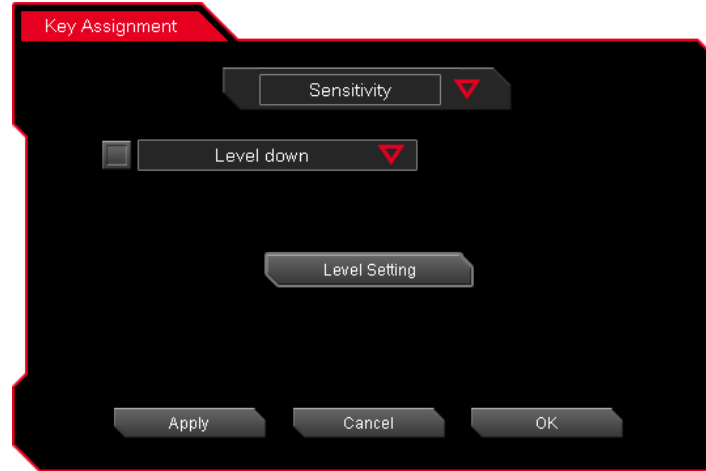 Key Assignment
Sensitivity
Level down
Level Setting
Apply Cancel OK